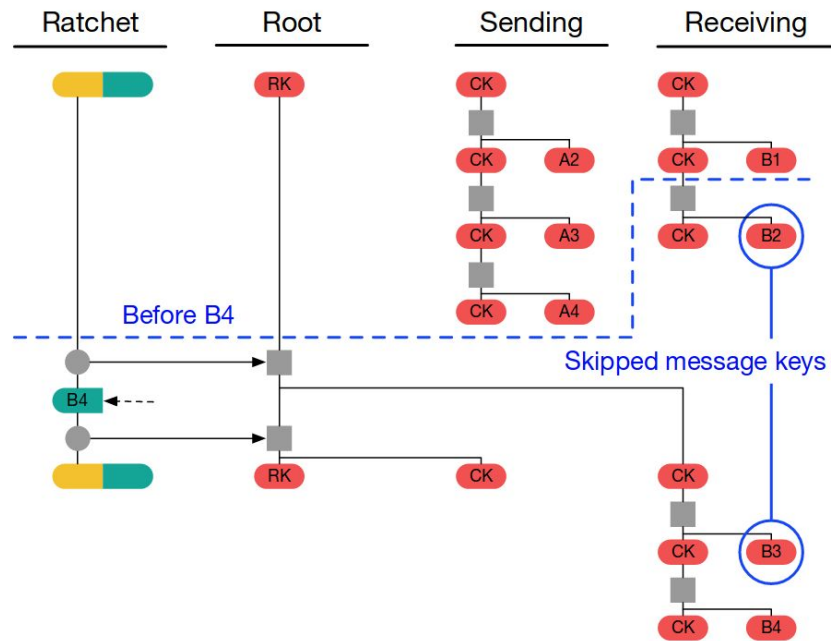 Ratchet Root Sending Receiving
RK CK CK
CK A2 CK B1
CK A3 CK B2
Before B4 CK A4
Skipped message keys
B4
RK CK CK
CK B3
CK B4